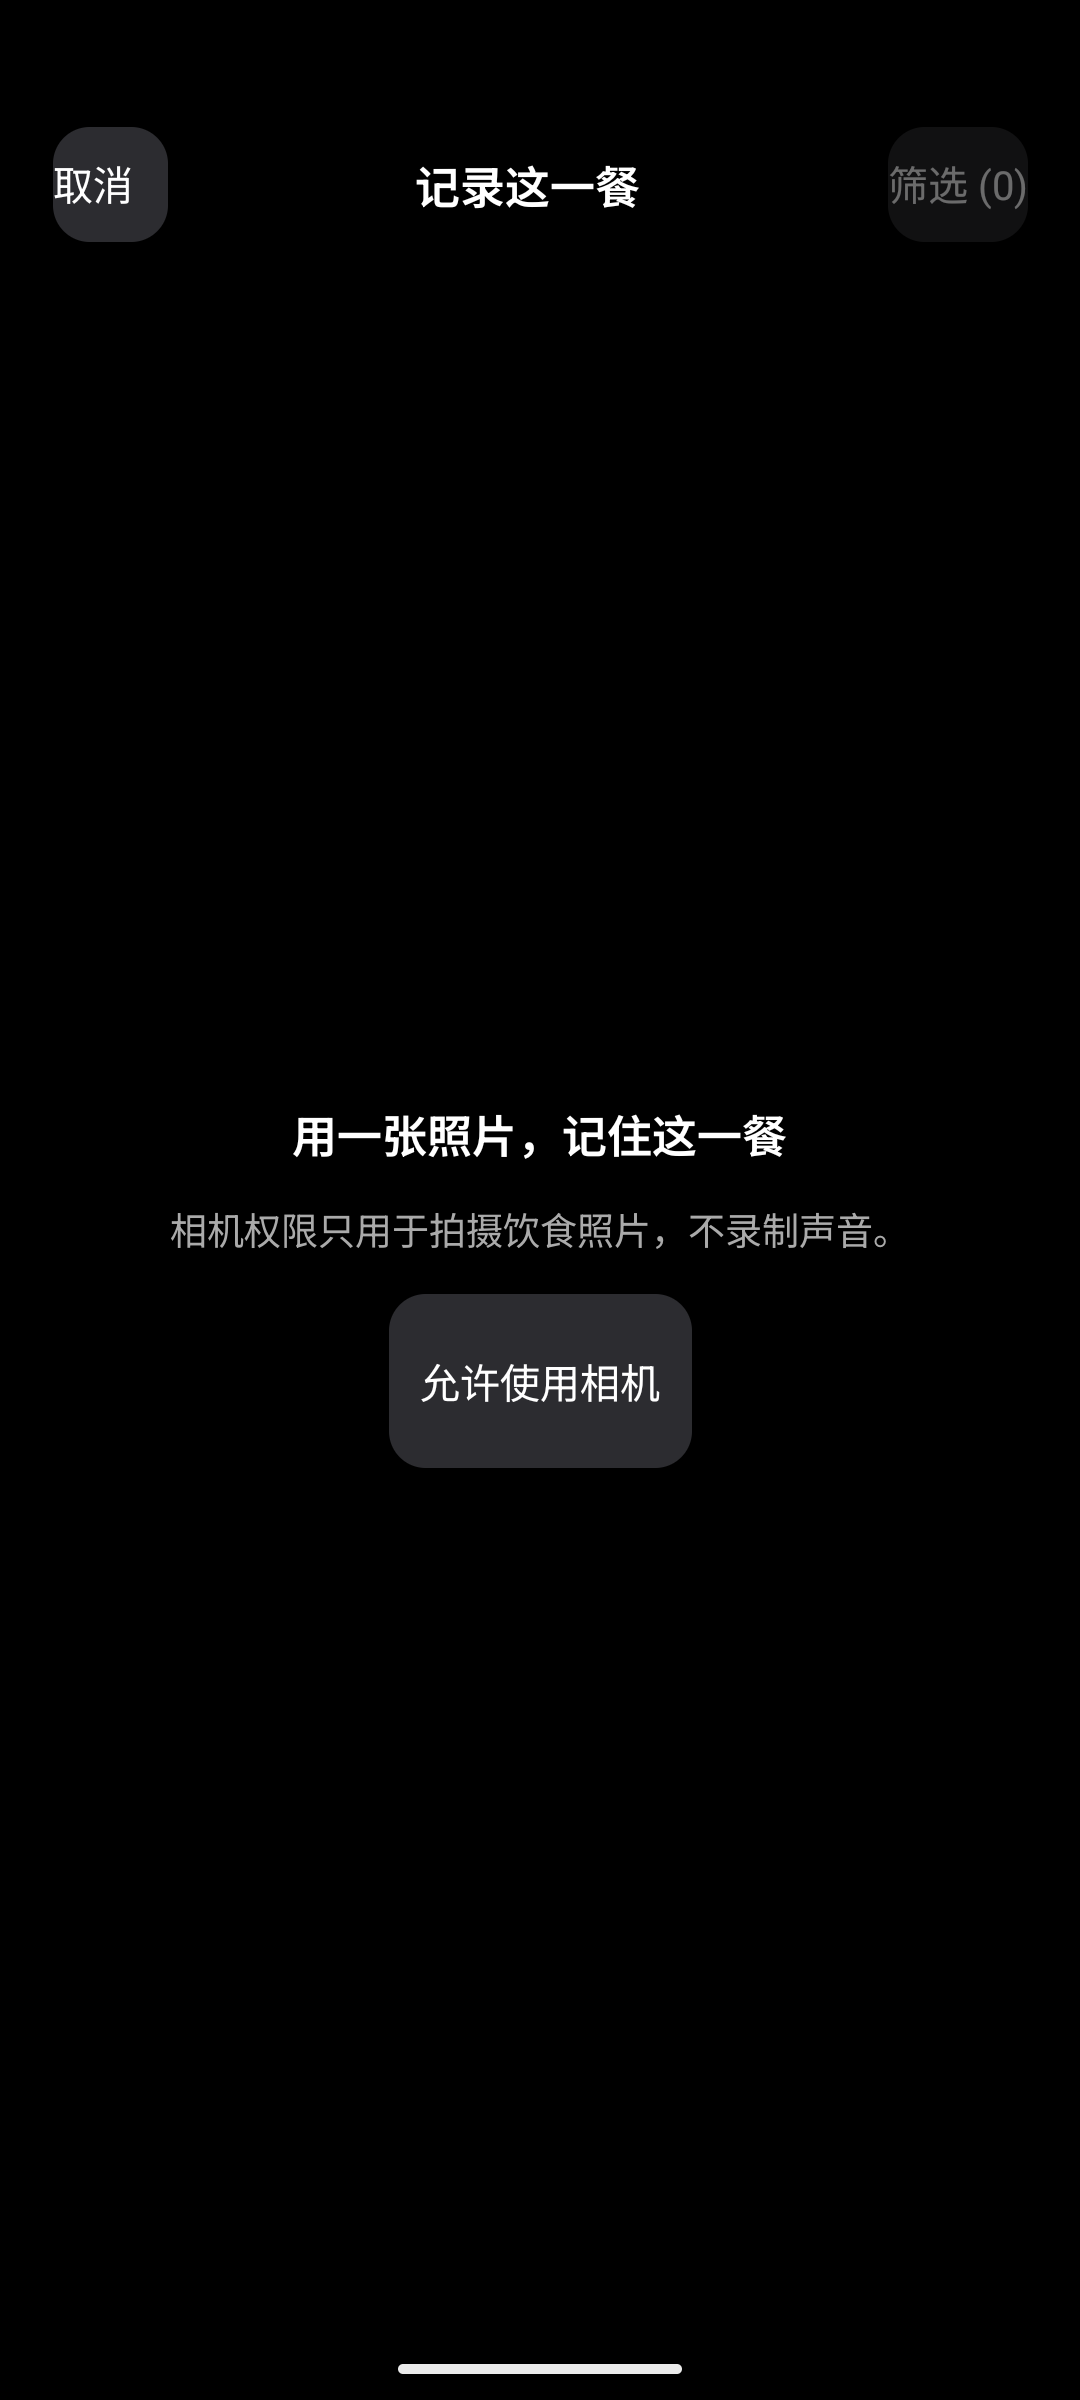 取消
记录这一餐
筛选 (0)
用一张照片，记住这一餐
相机权限只用于拍摄饮食照片，不录制声音。
允许使用相机